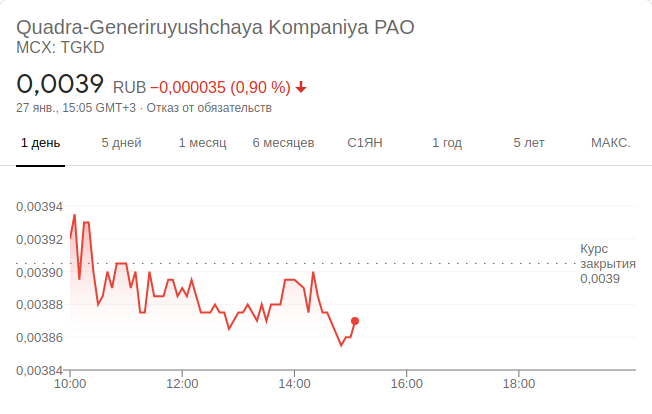 Quadra-Generiruyushchaya Kompaniya PAO
MCX: TGKD
0,0039 RUB −0,000035 (0,90 %) ↓
27 янв., 15:05 GMT+3 · Отказ от обязательств
1 день 5 дней 1 месяц 6 месяцев С1ЯН 1 год 5 лет МАКС.
0,00394
0,00392
Курс
закрытия
0,0039
0,00390
0,00388
0,00386
0,00384
10:00 12:00 14:00 16:00 18:00